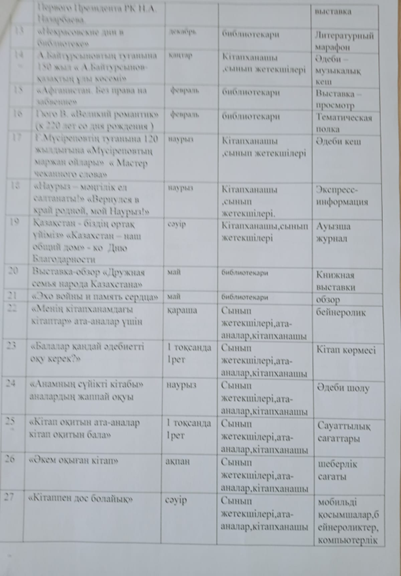 Первого Президента РК Н.А. Назарбаева выставка
13 «Некрасовские дни в библиотеке» декабрь библиотекари Литературный марафон
14 А.Байтұрсыновтың туғанына 150 жыл « А.Байтұрсынов- қазақтың ұлы көсемі» қаңтар Кітапханашы ,сынып жетекшілері Әдеби – музыкалық кеш
15 «Афганистан. Без права на забвение» февраль библиотекари Выставка – просмотр
16 Гюго В. «Великий романтик» (к 220 лет со дня рождения ) февраль библиотекари Тематическая полка
17 Ғ.Мүсіреповтің туғанына 120 жылдығына «Мүсіреповтың маржан ойлары» « Мастер чеканного слова» наурыз Кітапханашы ,сынып жетекшілері Әдеби кеш
18 «Наурыз – мәңгілік ел салтанаты!» «Вернулся в край родной, мой Наурыз!» наурыз Кітапханашы ,сынып жетекшілері. Экспресс- информация
19 Қазақстан - біздің ортақ үйіміз» «Казахстан – наш общий дом» - ко Дню Благодарности сәуір Кітапханашы,сынып жетекшілері Ауызша журнал
20 Выставка-обзор «Дружная семья народа Казахстана» май библиотекари Книжная выставки
21 «Эхо войны и память сердца» май библиотекари обзор
22 «Менің кітапханамдағы кітаптар» ата-аналар үшін қараша Сынып жетекшілері,ата- аналар,кітапханашы бейнеролик
23 «Балалар қандай әдебиетті оқу керек?» 1 тоқсанда 1рет Сынып жетекшілері,ата- аналар,кітапханашы Кітап көрмесі
24 «Анамның сүйікті кітабы» аналардың жаппай оқуы наурыз Сынып жетекшілері,ата- аналар,кітапханашы Әдеби шолу
25 «Кітап оқитын ата-аналар кітап оқитын бала» 1 тоқсанда 1рет Сынып жетекшілері,ата- аналар,кітапханашы Сауаттылық сағаттары
26 «Әкем оқыған кітап» ақпан Сынып жетекшілері,ата- аналар,кітапханашы шеберлік сағаты
27 «Кітаппен дос болайық» сәуір Сынып жетекшілері,ата- аналар,кітапханашы мобильді қосымшалар,б ейнероликтер, компьютерлік